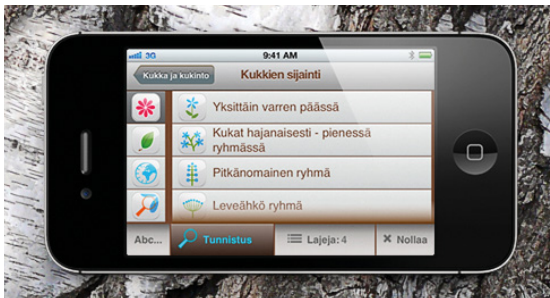 3G 9:41 AM
Kukka ja kukinto Kukkien sijainti
Yksittäin varren päässä
Kukat hajanaisesti - pienessä
ryhmässä
Pitkänomainen ryhmä
Leveähkö ryhmä
Abc... Tunnistus Lajeja: 4 Nollaa